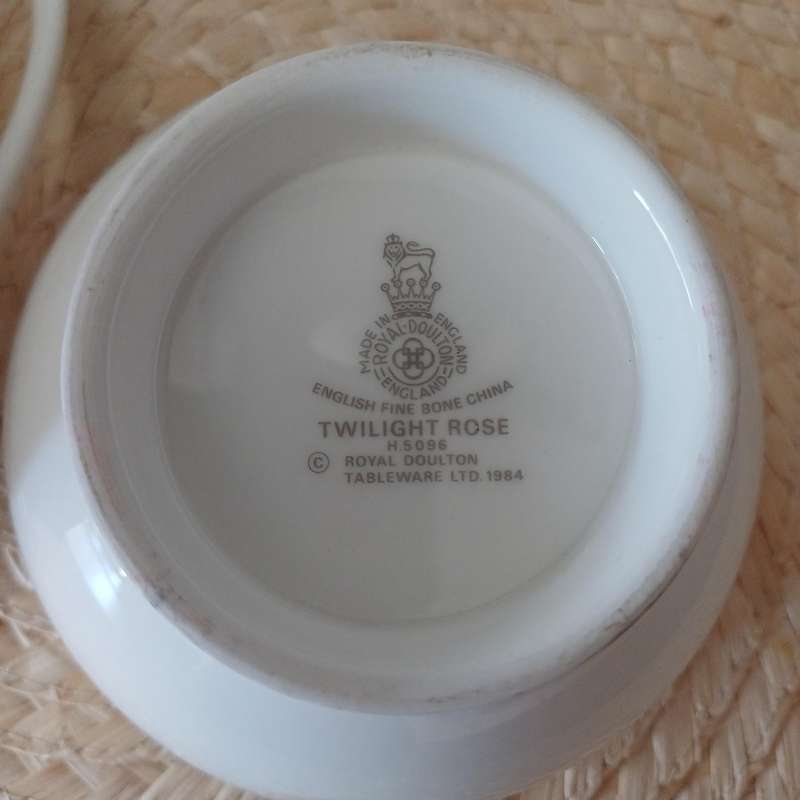 MADE IN ENGLAND
ROYAL·DOULTON
ENGLAND
ENGLISH FINE BONE CHINA
TWILIGHT ROSE
H.5096
© ROYAL DOULTON
TABLEWARE LTD. 1984